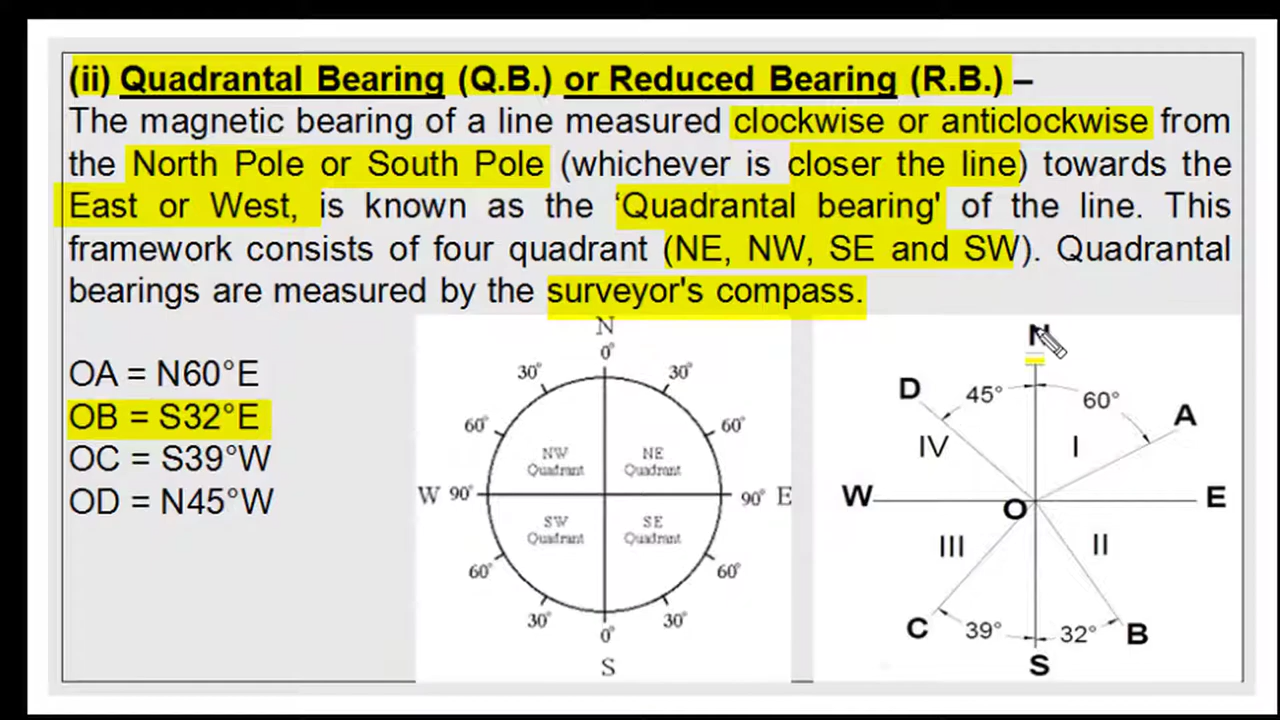 (ii) Quadrantal Bearing (Q.B.) or Reduced Bearing (R.B.) –
The magnetic bearing of a line measured clockwise or anticlockwise from
the North Pole or South Pole (whichever is closer the line) towards the
East or West, is known as the ‘Quadrantal bearing' of the line. This
framework consists of four quadrant (NE, NW, SE and SW). Quadrantal
bearings are measured by the surveyor's compass.
OA = N60°E
OB = S32°E
OC = S39°W
OD = N45°W
N
0°
30° 30°
60° 60°
NW Quadrant
NE Quadrant
W 90° 90° E
SW Quadrant
SE Quadrant
60° 60°
30° 30°
0°
S
N
D 45° 60° A
IV I
W O E
III II
C 39° 32° B
S